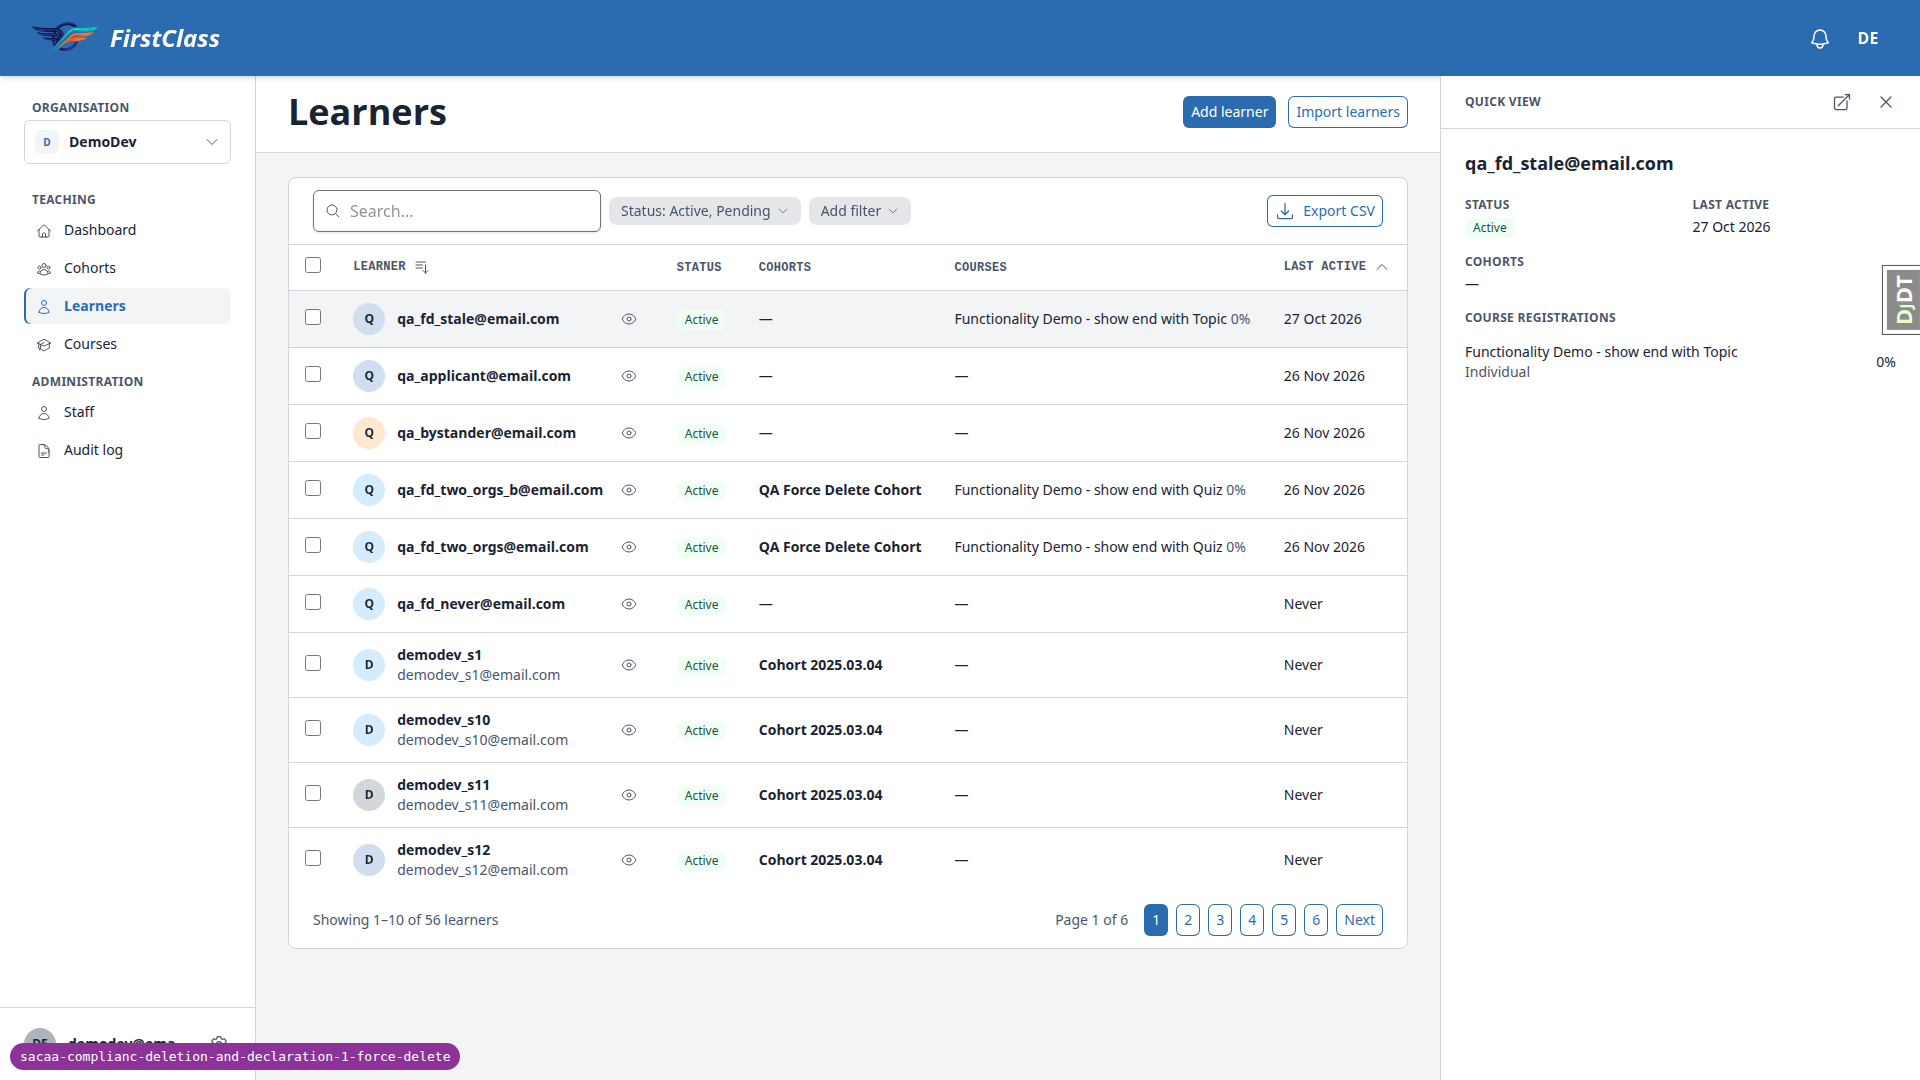 FirstClass
DE
ORGANISATION
D DemoDev
TEACHING
Dashboard
Cohorts
Learners
Courses
ADMINISTRATION
Staff
Audit log
sacaa-complianc-deletion-and-declaration-1-force-delete
Learners
Add learner
Import learners
Search...
Status: Active, Pending
Add filter
Export CSV
LEARNER STATUS COHORTS COURSES LAST ACTIVE
Q qa_fd_stale@email.com Active — Functionality Demo - show end with Topic 0% 27 Oct 2026
Q qa_applicant@email.com Active — — 26 Nov 2026
Q qa_bystander@email.com Active — — 26 Nov 2026
Q qa_fd_two_orgs_b@email.com Active QA Force Delete Cohort Functionality Demo - show end with Quiz 0% 26 Nov 2026
Q qa_fd_two_orgs@email.com Active QA Force Delete Cohort Functionality Demo - show end with Quiz 0% 26 Nov 2026
Q qa_fd_never@email.com Active — — Never
D demodev_s1 Active Cohort 2025.03.04 — Never
demodev_s1@email.com
D demodev_s10 Active Cohort 2025.03.04 — Never
demodev_s10@email.com
D demodev_s11 Active Cohort 2025.03.04 — Never
demodev_s11@email.com
D demodev_s12 Active Cohort 2025.03.04 — Never
demodev_s12@email.com
Showing 1–10 of 56 learners
Page 1 of 6 1 2 3 4 5 6 Next
QUICK VIEW
qa_fd_stale@email.com
STATUS LAST ACTIVE
Active 27 Oct 2026
COHORTS
—
COURSE REGISTRATIONS
Functionality Demo - show end with Topic 0%
Individual
DjDT